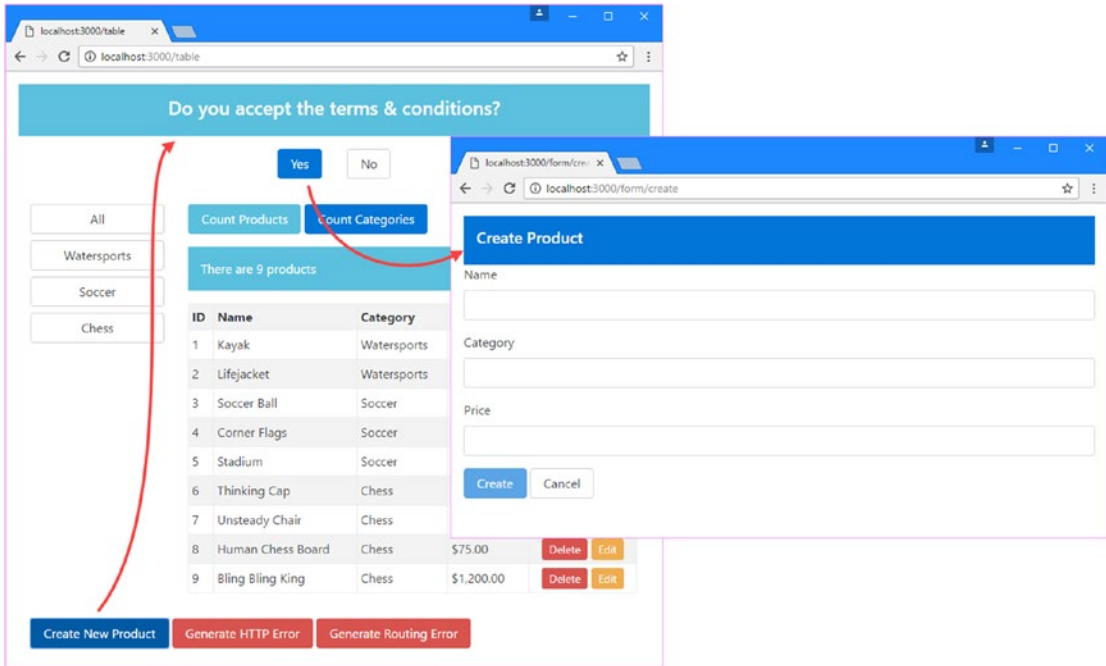 localhost:3000/table
localhost:3000/table
Do you accept the terms & conditions?
Yes No
All
Watersports
Soccer
Chess
Count Products Count Categories
There are 9 products
ID Name Category
1 Kayak Watersports
2 Lifejacket Watersports
3 Soccer Ball Soccer
4 Corner Flags Soccer
5 Stadium Soccer
6 Thinking Cap Chess
7 Unsteady Chair Chess
8 Human Chess Board Chess $75.00 Delete Edit
9 Bling Bling King Chess $1,200.00 Delete Edit
Create New Product Generate HTTP Error Generate Routing Error
localhost:3000/form/cre
localhost:3000/form/create
Create Product
Name
Category
Price
Create Cancel